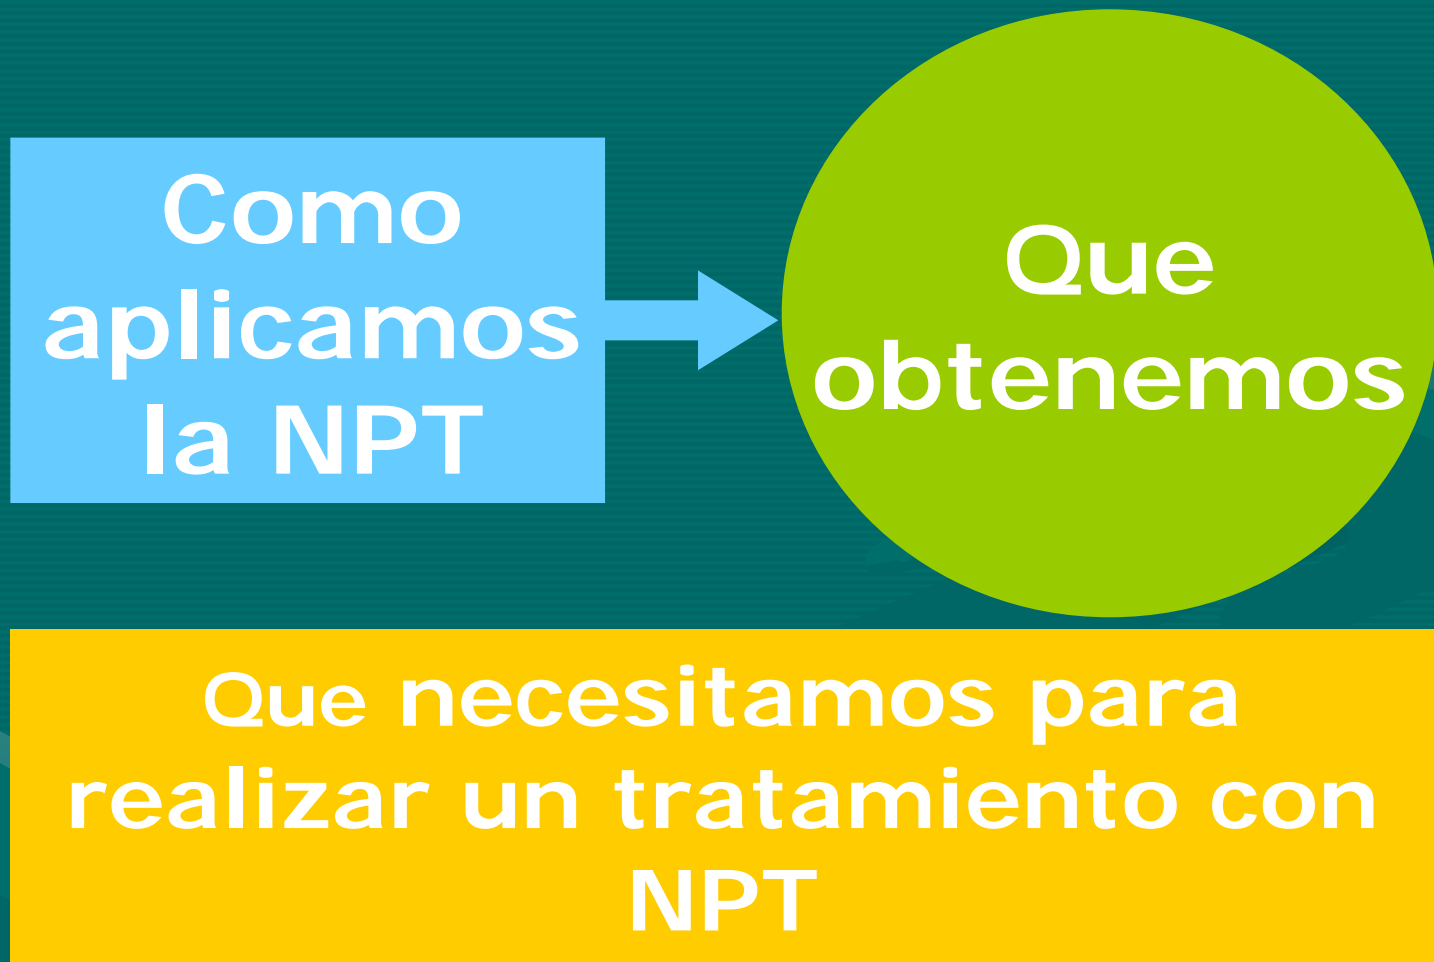 Como
aplicamos
la NPT
Que
obtenemos
Que necesitamos para
realizar un tratamiento con
NPT